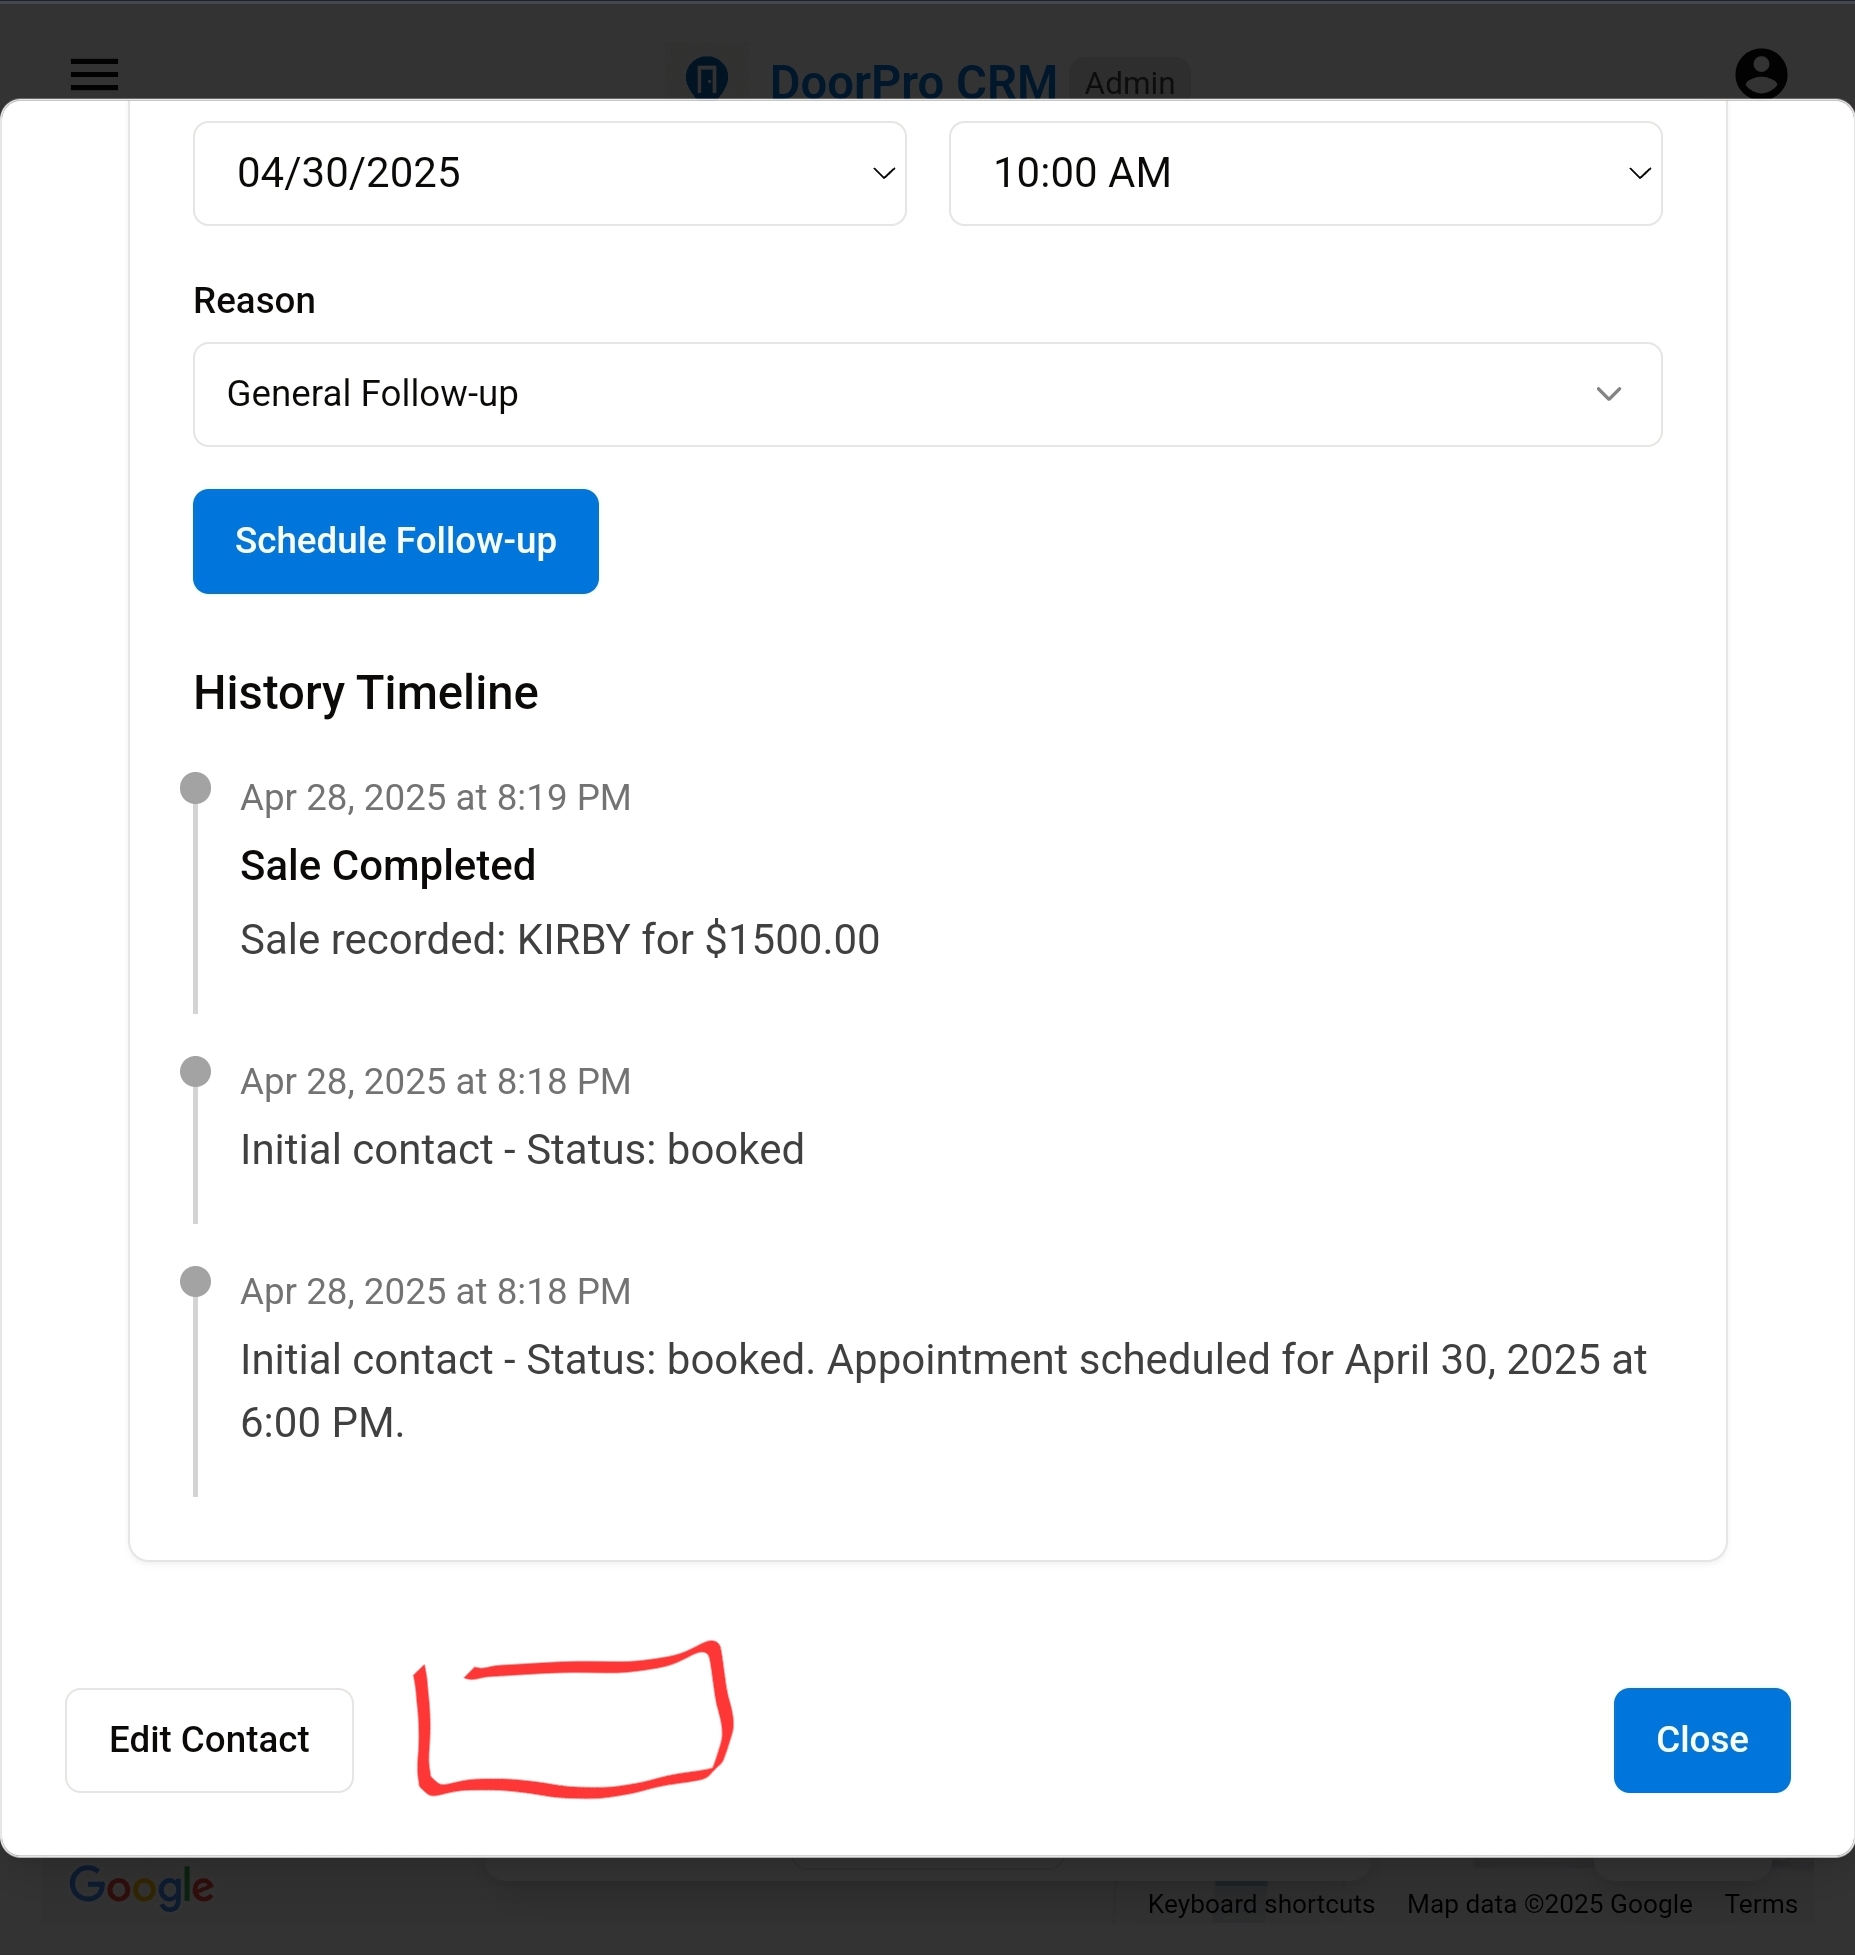 DoorPro CRM Admin
04/30/2025 10:00 AM
Reason
General Follow-up
Schedule Follow-up
History Timeline
Apr 28, 2025 at 8:19 PM
Sale Completed
Sale recorded: KIRBY for $1500.00
Apr 28, 2025 at 8:18 PM
Initial contact - Status: booked
Apr 28, 2025 at 8:18 PM
Initial contact - Status: booked. Appointment scheduled for April 30, 2025 at
6:00 PM.
Edit Contact Close
Google
Keyboard shortcuts Map data ©2025 Google Terms